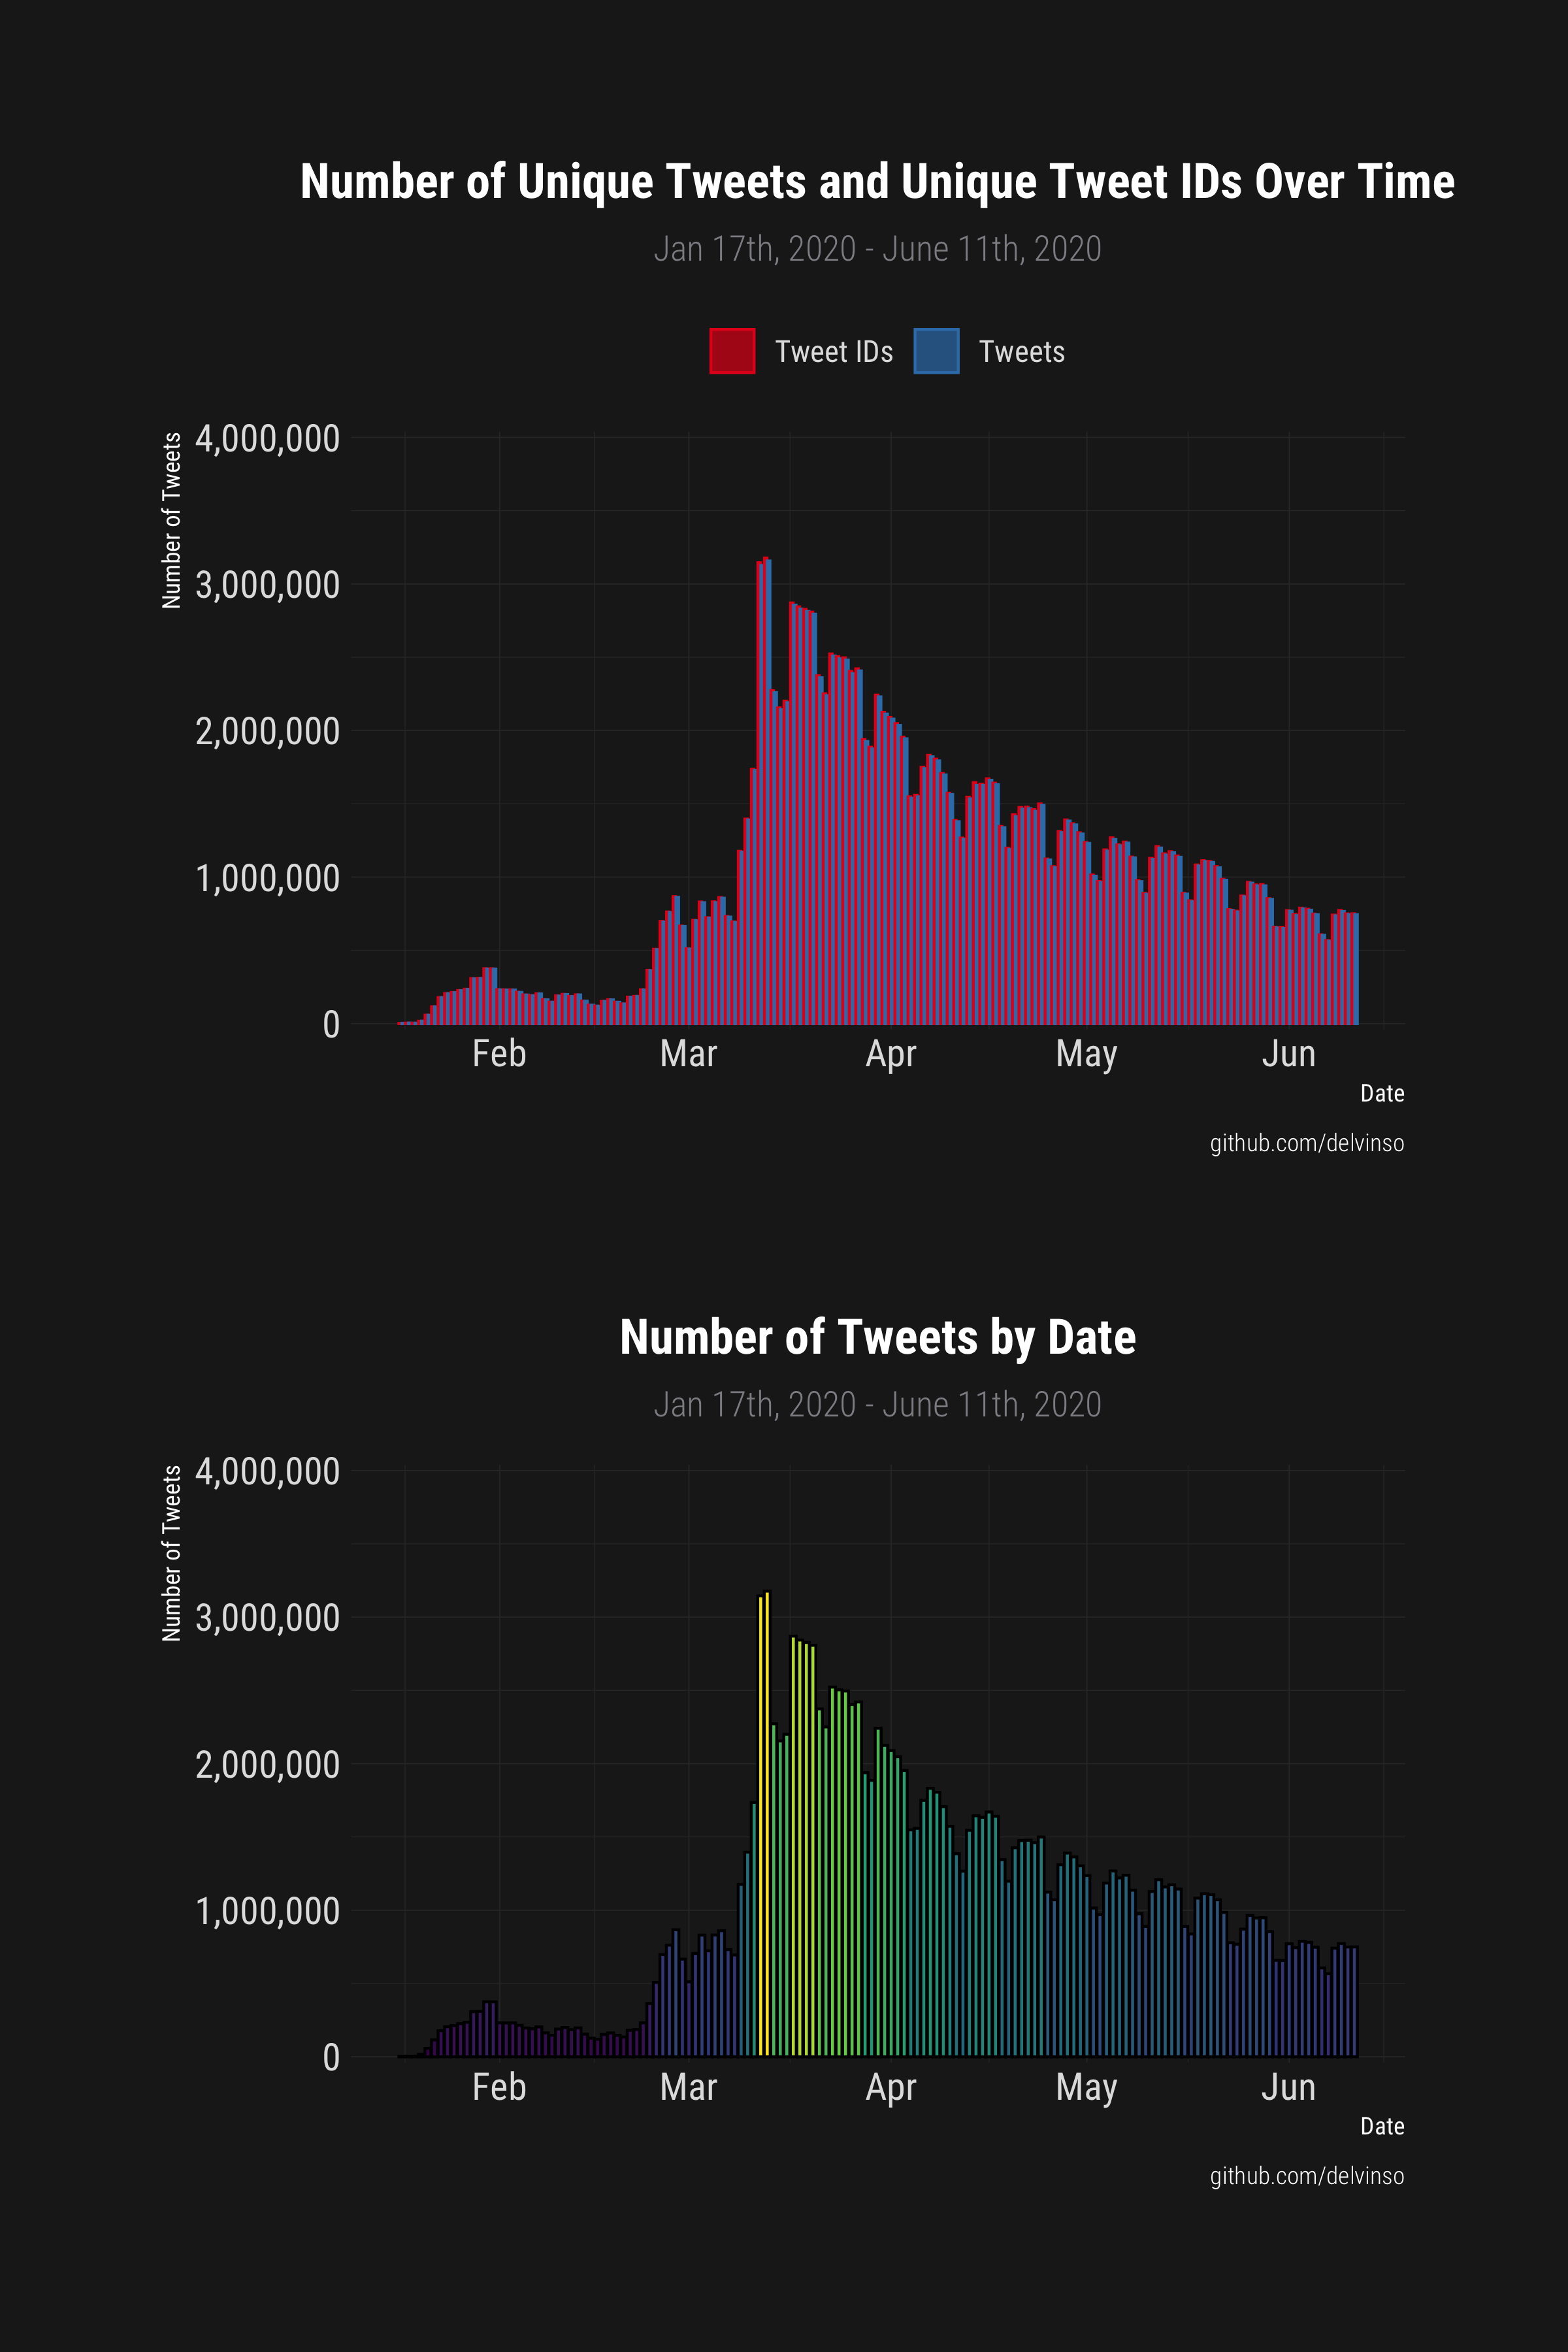 Number of Unique Tweets and Unique Tweet IDs Over Time
Jan 17th, 2020 - June 11th, 2020
Tweet IDs
Tweets
Number of Tweets
4,000,000
3,000,000
2,000,000
1,000,000
0
Feb
Mar
Apr
May
Jun
Date
github.com/delvinso
Number of Tweets by Date
Jan 17th, 2020 - June 11th, 2020
Number of Tweets
4,000,000
3,000,000
2,000,000
1,000,000
0
Feb
Mar
Apr
May
Jun
Date
github.com/delvinso